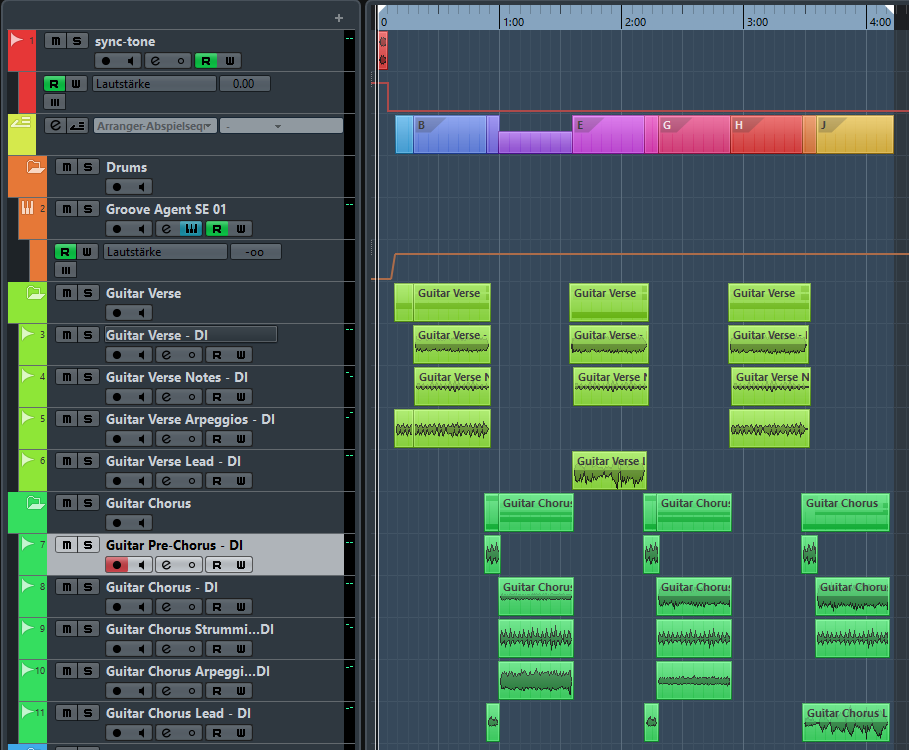 +
0 1:00 2:00 3:00 4:00
1 m S sync-tone
e R W
R W Lautstärke 0.00
e Arranger-Abspielseq -
B E G H J
m S Drums
2 m S Groove Agent SE 01
e R W
R W Lautstärke -oo
m S Guitar Verse
Guitar Verse Guitar Verse Guitar Verse
3 m S Guitar Verse - DI
e R W
Guitar Verse - Guitar Verse - Guitar Verse - I
4 m S Guitar Verse Notes - DI
e R W
Guitar Verse N Guitar Verse N Guitar Verse N
5 m S Guitar Verse Arpeggios - DI
e R W
6 m S Guitar Verse Lead - DI
e R W
Guitar Verse L
m S Guitar Chorus
Guitar Chorus Guitar Chorus Guitar Chorus
7 m S Guitar Pre-Chorus - DI
e R W
8 m S Guitar Chorus - DI
e R W
Guitar Chorus Guitar Chorus Guitar Chorus
9 m S Guitar Chorus Strummi...DI
e R W
10 m S Guitar Chorus Arpeggi...DI
e R W
11 m S Guitar Chorus Lead - DI
e R W
Guitar Chorus L